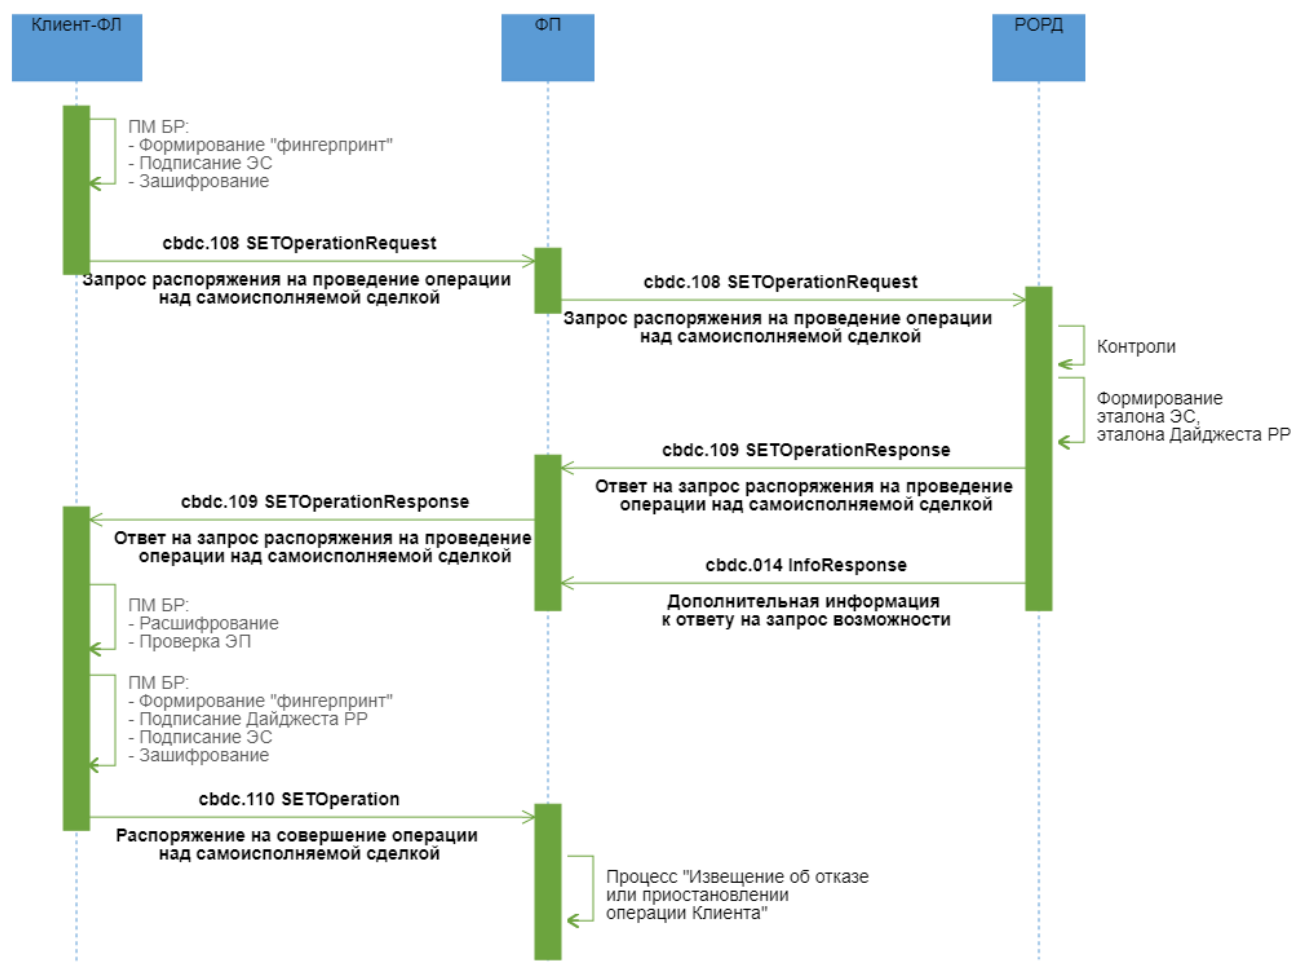 Клиент-ФЛ
ФП
РОРД
ПМ БР:
- Формирование "фингерпринт"
- Подписание ЭС
- Зашифрование
cbdc.108 SETOperationRequest
Запрос распоряжения на проведение операции
над самоисполняемой сделкой
cbdc.108 SETOperationRequest
Запрос распоряжения на проведение операции
над самоисполняемой сделкой
Контроли
Формирование
эталона ЭС,
эталона Дайджеста РР
cbdc.109 SETOperationResponse
Ответ на запрос распоряжения на проведение
операции над самоисполняемой сделкой
cbdc.109 SETOperationResponse
Ответ на запрос распоряжения на проведение
операции над самоисполняемой сделкой
cbdc.014 InfoResponse
Дополнительная информация
к ответу на запрос возможности
ПМ БР:
- Расшифрование
- Проверка ЭП
ПМ БР:
- Формирование "фингерпринт"
- Подписание Дайджеста РР
- Подписание ЭС
- Зашифрование
cbdc.110 SETOperation
Распоряжение на совершение операции
над самоисполняемой сделкой
Процесс "Извещение об отказе
или приостановлении
операции Клиента"